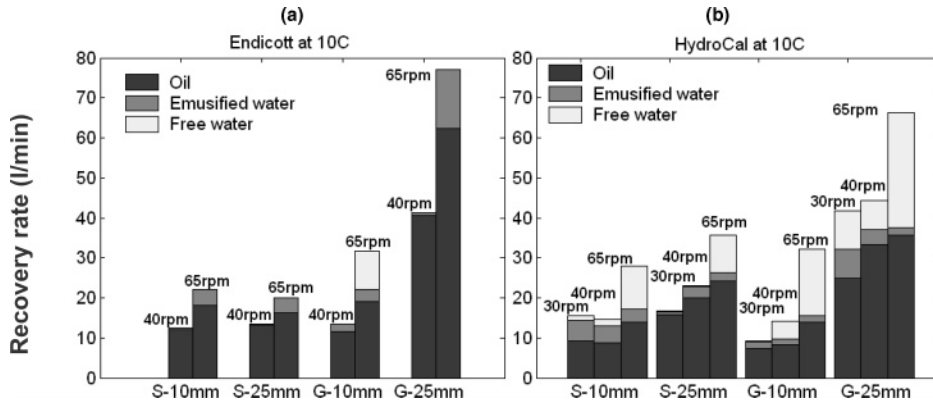 (a)
Endicott at 10C
Recovery rate (l/min)
80
70
60
50
40
30
20
10
0
Oil
Emusified water
Free water
40rpm
65rpm
40rpm
65rpm
40rpm
65rpm
40rpm
65rpm
S-10mm S-25mm G-10mm G-25mm
(b)
HydroCal at 10C
80
70
60
50
40
30
20
10
0
Oil
Emusified water
Free water
30rpm
40rpm
65rpm
30rpm
40rpm
65rpm
30rpm
40rpm
65rpm
30rpm
40rpm
65rpm
S-10mm S-25mm G-10mm G-25mm